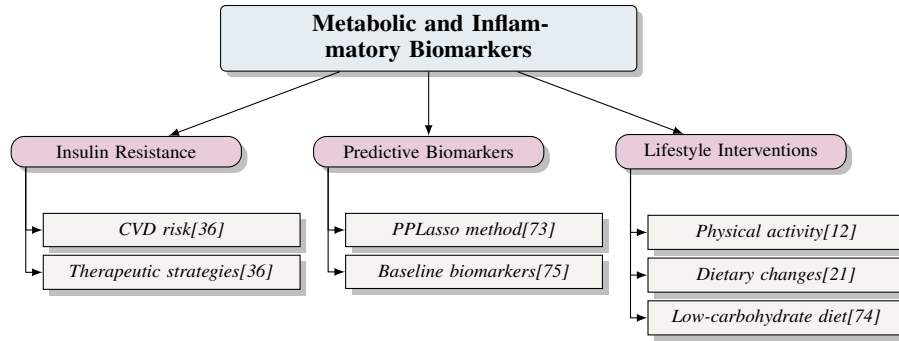 Metabolic and Inflam-
matory Biomarkers
Insulin Resistance
CVD risk[36]
Therapeutic strategies[36]
Predictive Biomarkers
PPLasso method[73]
Baseline biomarkers[75]
Lifestyle Interventions
Physical activity[12]
Dietary changes[21]
Low-carbohydrate diet[74]